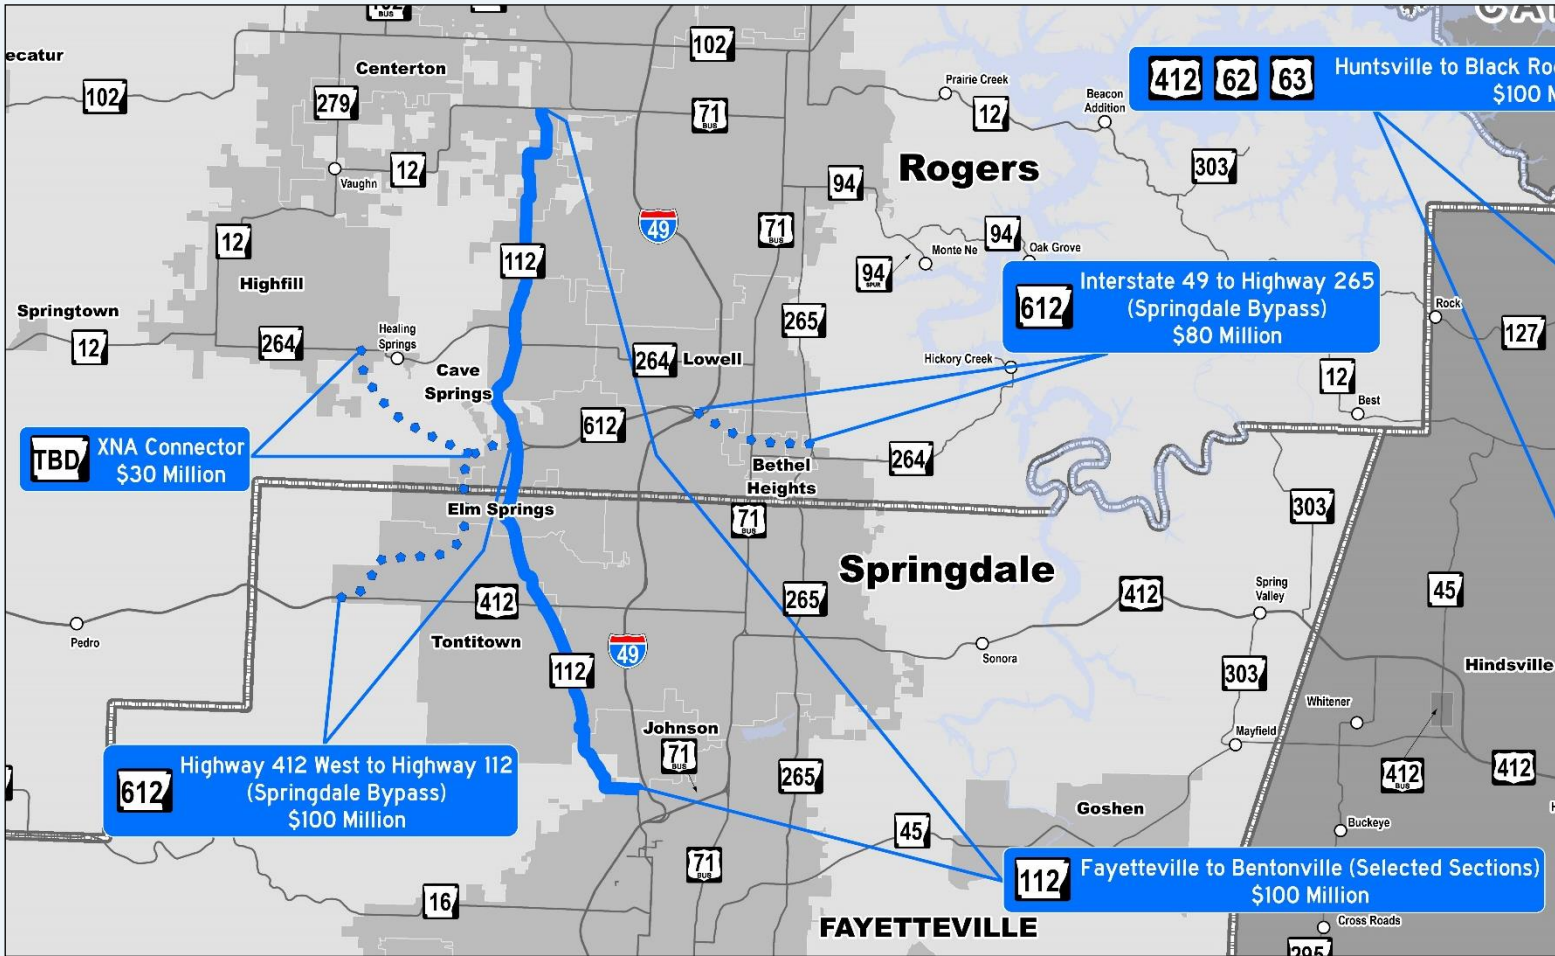 102
BUS
CA
ecatur
Centerton
102
Prairie Creek
Beacon
Addition
412 62 63 Huntsville to Black Ro
$100 M
102
279
71
BUS
12
Rogers
303
12
Vaughn
94
12
49
71
BUS
94
Oak Grove
Monte Ne
112
94
SPUR
Highfill
612
Interstate 49 to Highway 265
(Springdale Bypass)
$80 Million
Springtown
265
Rock
12
264
Healing
Springs
127
264
Lowell
Hickory Creek
Cave
Springs
12
Best
612
TBD
XNA Connector
$30 Million
Bethel
Heights
264
Elm Springs
71
BUS
303
Springdale
412
265
412
Spring
Valley
45
Pedro
Tontitown
49
Sonora
112
303
Hindsville
Whitener
Johnson
71
BUS
Mayfield
612
Highway 412 West to Highway 112
(Springdale Bypass)
$100 Million
265
412
BUS
412
Goshen
45
Buckeye
71
BUS
112
Fayetteville to Bentonville (Selected Sections)
$100 Million
16
FAYETTEVILLE
Cross Roads
295